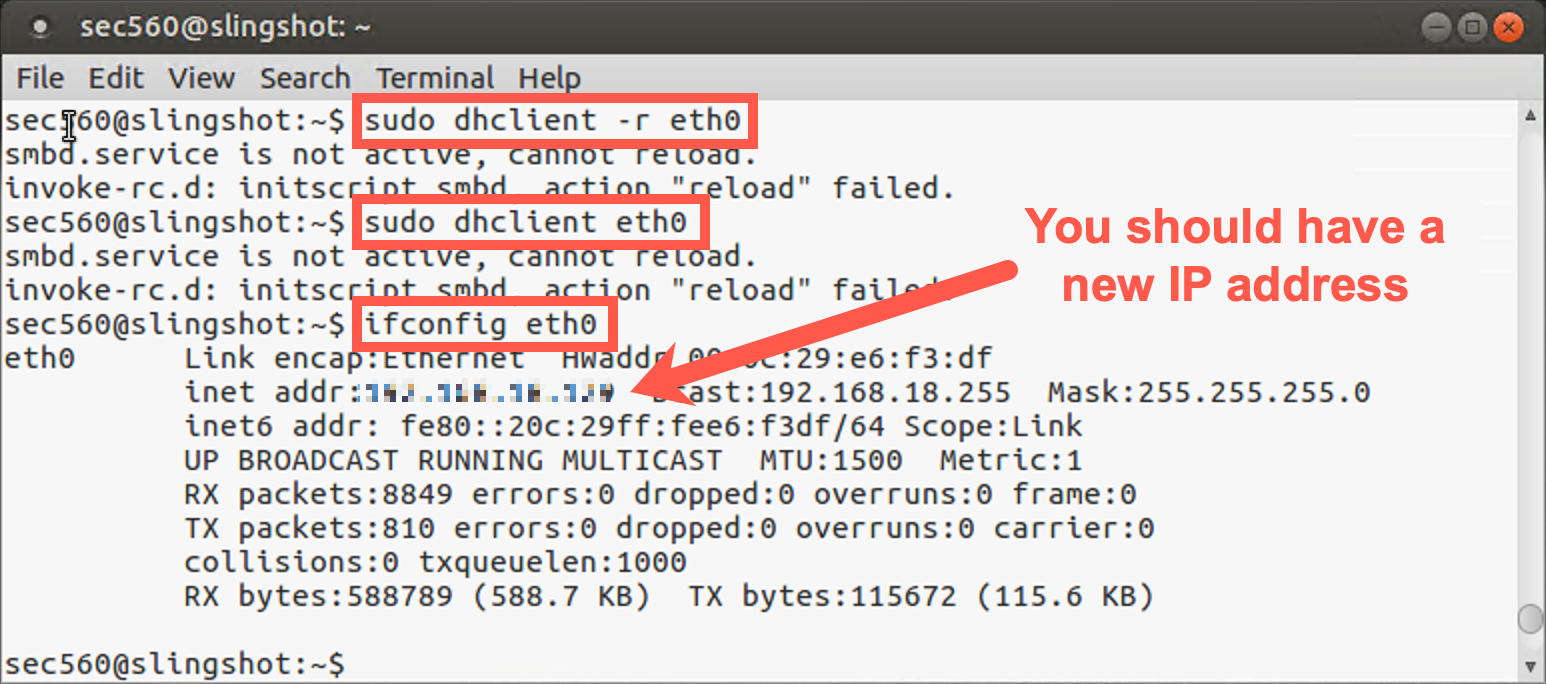 sec560@slingshot: ~
File Edit View Search Terminal Help
sec560@slingshot:~$ sudo dhclient -r eth0
smbd.service is not active, cannot reload.
invoke-rc.d: initscript smbd, action "reload" failed.
sec560@slingshot:~$ sudo dhclient eth0
smbd.service is not active, cannot reload.
invoke-rc.d: initscript smbd, action "reload" failed.
sec560@slingshot:~$ ifconfig eth0
eth0 Link encap:Ethernet HWaddr :29:e6:f3:df
inet addr: Bcast:192.168.18.255 Mask:255.255.255.0
inet6 addr: fe80::20c:29ff:fee6:f3df/64 Scope:Link
UP BROADCAST RUNNING MULTICAST MTU:1500 Metric:1
RX packets:8849 errors:0 dropped:0 overruns:0 frame:0
TX packets:810 errors:0 dropped:0 overruns:0 carrier:0
collisions:0 txqueuelen:1000
RX bytes:588789 (588.7 KB) TX bytes:115672 (115.6 KB)
sec560@slingshot:~$
You should have a
new IP address